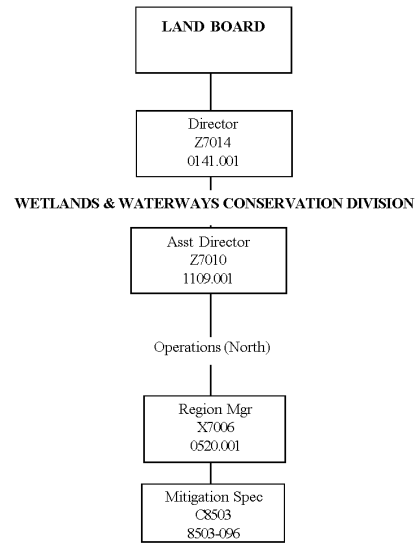 LAND BOARD
Director
Z7014
0141.001
WETLANDS & WATERWAYS CONSERVATION DIVISION
Asst Director
Z7010
1109.001
Operations (North)
Region Mgr
X7006
0520.001
Mitigation Spec
C8503
8503-096